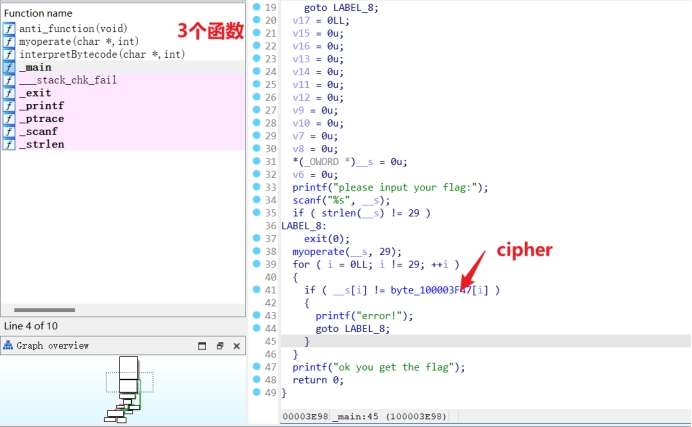 Function name
3个函数
anti_function(void)
myoperate(char *,int)
interpretBytecode(char *,int)
_main
___stack_chk_fail
_exit
_printf
_ptrace
_scanf
_strlen
Line 4 of 10
Graph overview
19 goto LABEL_8;
20 v17 = 0LL;
21 v15 = 0u;
22 v16 = 0u;
23 v13 = 0u;
24 v14 = 0u;
25 v11 = 0u;
26 v12 = 0u;
27 v9 = 0u;
28 v10 = 0u;
29 v7 = 0u;
30 v8 = 0u;
31 *(_OWORD *)__s = 0u;
32 v6 = 0u;
33 printf("please input your flag:");
34 scanf("%s", __s);
35 if ( strlen(__s) != 29 )
36 LABEL_8:
37 exit(0);
38 myoperate(__s, 29);
cipher
39 for ( i = 0LL; i != 29; ++i )
40 {
41 if ( __s[i] != byte_100003F47[i] )
42 {
43 printf("error!");
44 goto LABEL_8;
45 }
46 }
47 printf("ok you get the flag");
48 return 0;
49 }
00003E98 _main:45 (100003E98)